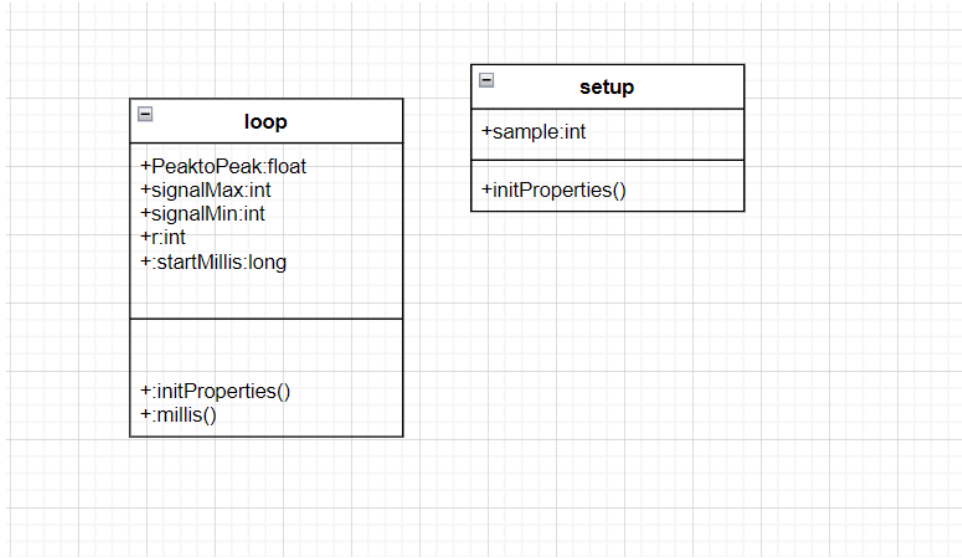 loop
+PeaktoPeak:float
+signalMax:int
+signalMin:int
+r:int
+:startMillis:long
+:initProperties()
+:millis()
setup
+sample:int
+initProperties()